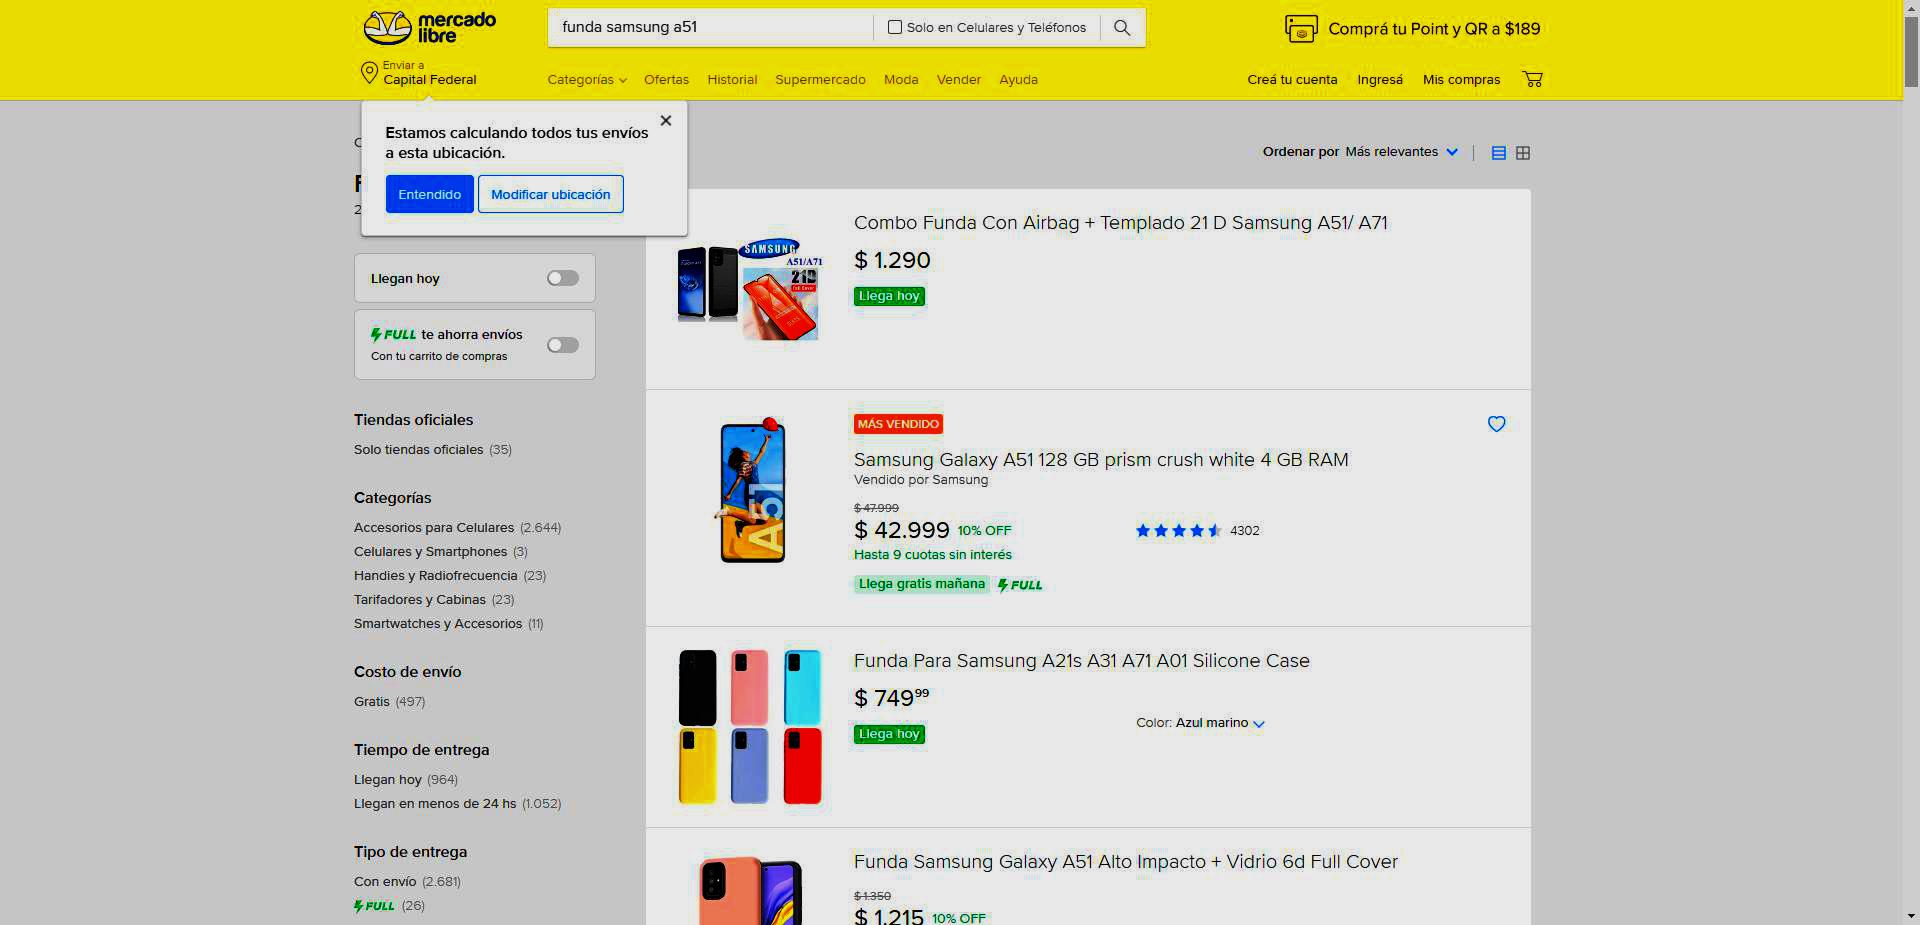 mercado
libre
funda samsung a51
Solo en Celulares y Teléfonos
Comprá tu Point y QR a $189
Enviar a
Capital Federal
Categorías
Ofertas
Historial
Supermercado
Moda
Vender
Ayuda
Creá tu cuenta
Ingresá
Mis compras
Estamos calculando todos tus envíos
a esta ubicación.
Entendido
Modificar ubicación
Ordenar por Más relevantes
Llegan hoy
FULL te ahorra envíos
Con tu carrito de compras
Tiendas oficiales
Solo tiendas oficiales (35)
Categorías
Accesorios para Celulares (2.644)
Celulares y Smartphones (3)
Handies y Radiofrecuencia (23)
Tarifadores y Cabinas (23)
Smartwatches y Accesorios (11)
Costo de envío
Gratis (497)
Tiempo de entrega
Llegan hoy (964)
Llegan en menos de 24 hs (1.052)
Tipo de entrega
Con envío (2.681)
FULL (26)
SAMSUNG
A51/A71
21D
Full Cover
Combo Funda Con Airbag + Templado 21 D Samsung A51/ A71
$ 1.290
Llega hoy
A51
MÁS VENDIDO
Samsung Galaxy A51 128 GB prism crush white 4 GB RAM
Vendido por Samsung
$ 47.999
$ 42.999 10% OFF
4302
Hasta 9 cuotas sin interés
Llega gratis mañana FULL
Funda Para Samsung A21s A31 A71 A01 Silicone Case
$ 749 99
Color: Azul marino
Llega hoy
Funda Samsung Galaxy A51 Alto Impacto + Vidrio 6d Full Cover
$ 1.350
$ 1.215 10% OFF